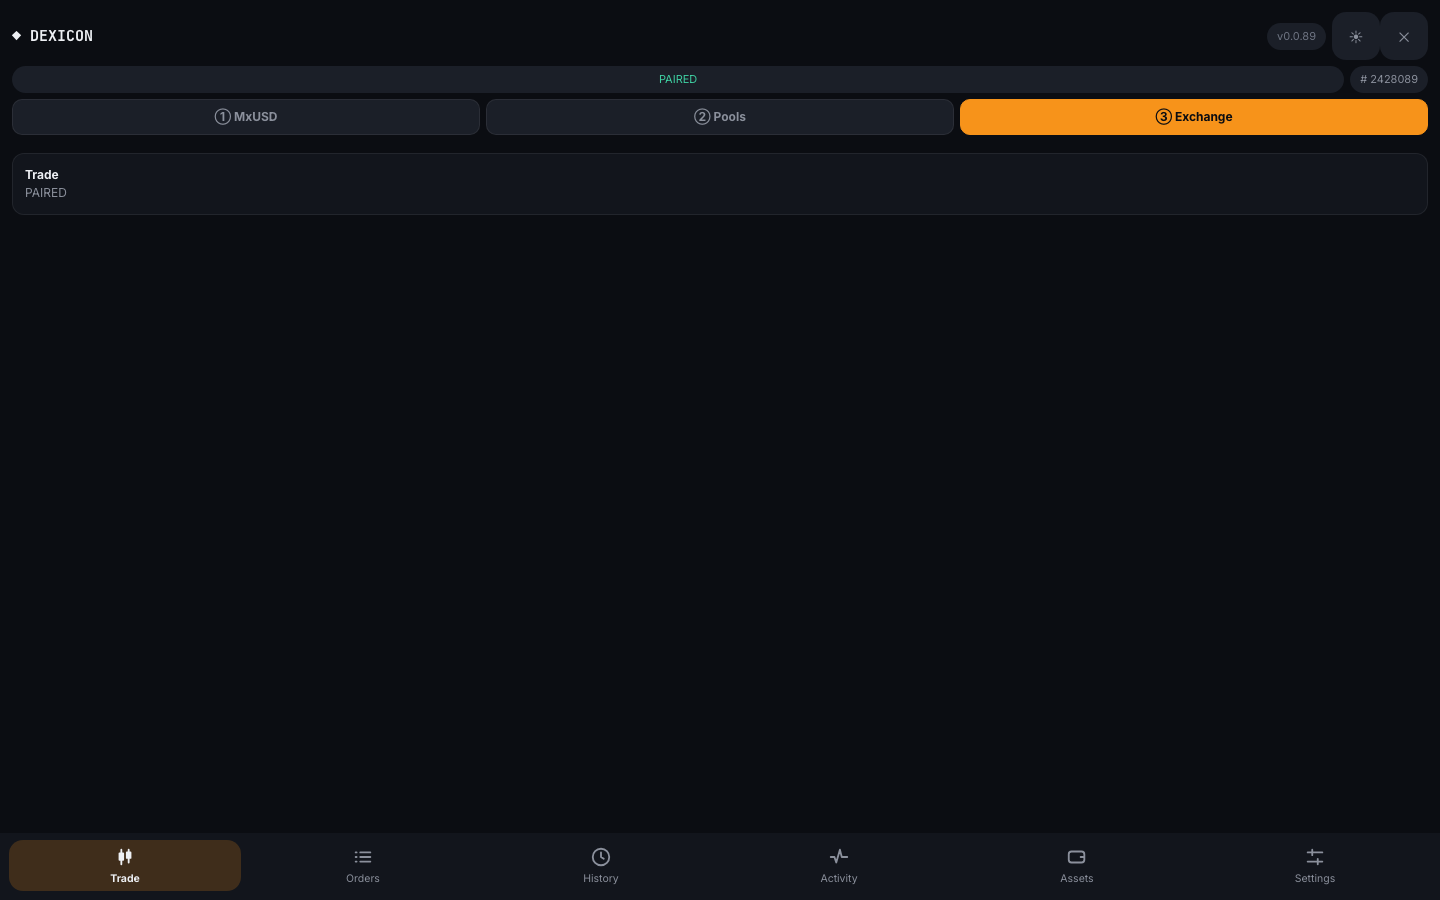 ◆ DEXICON
v0.0.89
PAIRED
# 2428089
① MxUSD
② Pools
③ Exchange
Trade
PAIRED
Trade
Orders
History
Activity
Assets
Settings